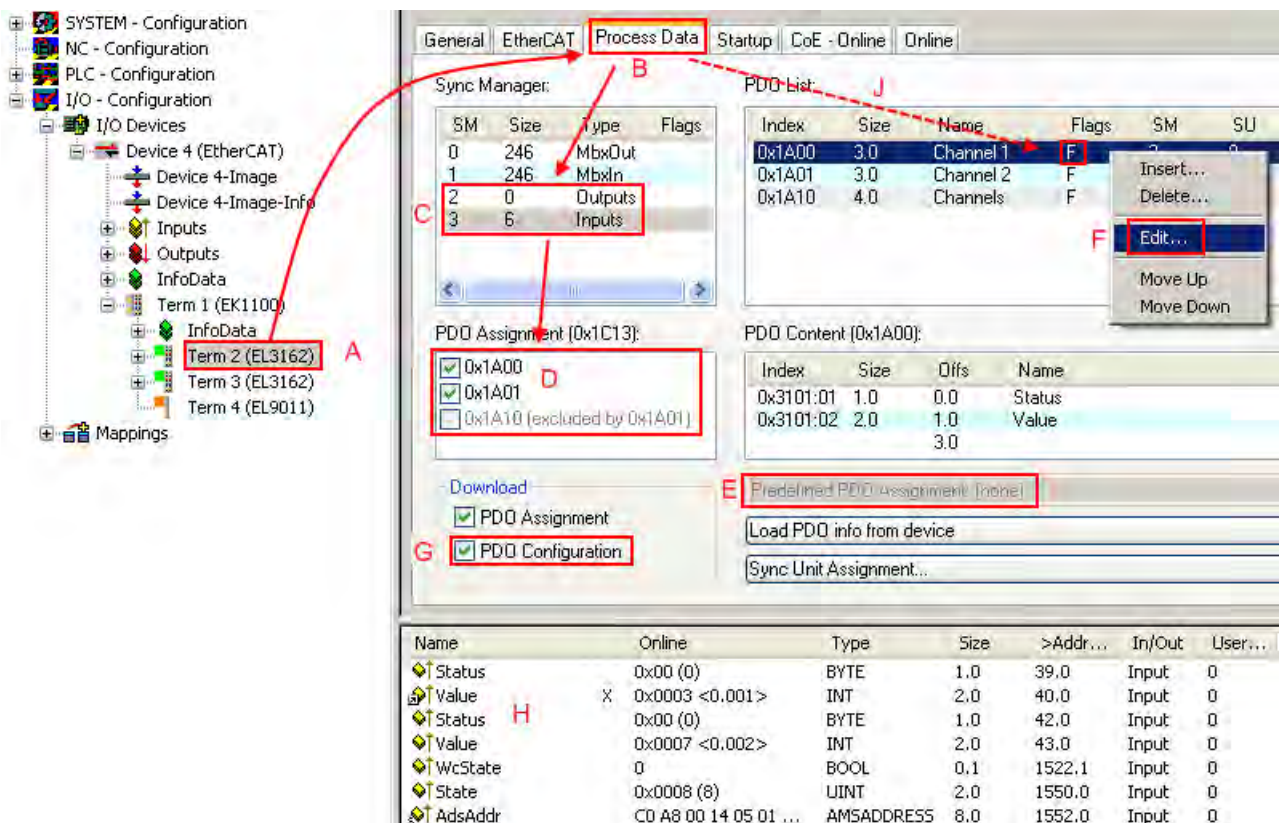 SYSTEM - Configuration
NC - Configuration
PLC - Configuration
I/O - Configuration
I/O Devices
Device 4 (EtherCAT)
Device 4-Image
Device 4-Image-Info
Inputs
Outputs
InfoData
Term 1 (EK1100)
InfoData
Term 2 (EL3162) A
Term 3 (EL3162)
Term 4 (EL9011)
Mappings
General EtherCAT Process Data Startup CoE - Online Online
B
J
Sync Manager:
SM Size Type Flags
0 246 MbxOut
1 246 MbxIn
2 0 Outputs
C
3 6 Inputs
PDO List:
Index Size Name Flags SM SU
0x1A00 3.0 Channel 1 F
0x1A01 3.0 Channel 2 F
0x1A10 4.0 Channels F
Insert...
Delete...
F Edit...
Move Up
Move Down
PDO Assignment (0x1C13):
0x1A00
D
0x1A01
0x1A10 (excluded by 0x1A01)
PDO Content (0x1A00):
Index Size Offs Name
0x3101:01 1.0 0.0 Status
0x3101:02 2.0 1.0 Value
3.0
Download
PDO Assignment
G PDO Configuration
E Predefined PDO Assignment: (none)
Load PDO info from device
Sync Unit Assignment...
Name Online Type Size >Addr... In/Out User...
Status 0x00 (0) BYTE 1.0 39.0 Input 0
Value X 0x0003 <0.001> INT 2.0 40.0 Input 0
Status 0x00 (0) BYTE 1.0 42.0 Input 0
H
Value 0x0007 <0.002> INT 2.0 43.0 Input 0
WcState 0 BOOL 0.1 1522.1 Input 0
State 0x0008 (8) UINT 2.0 1550.0 Input 0
AdsAddr C0 A8 00 14 05 01 ... AMSADDRESS 8.0 1552.0 Input 0